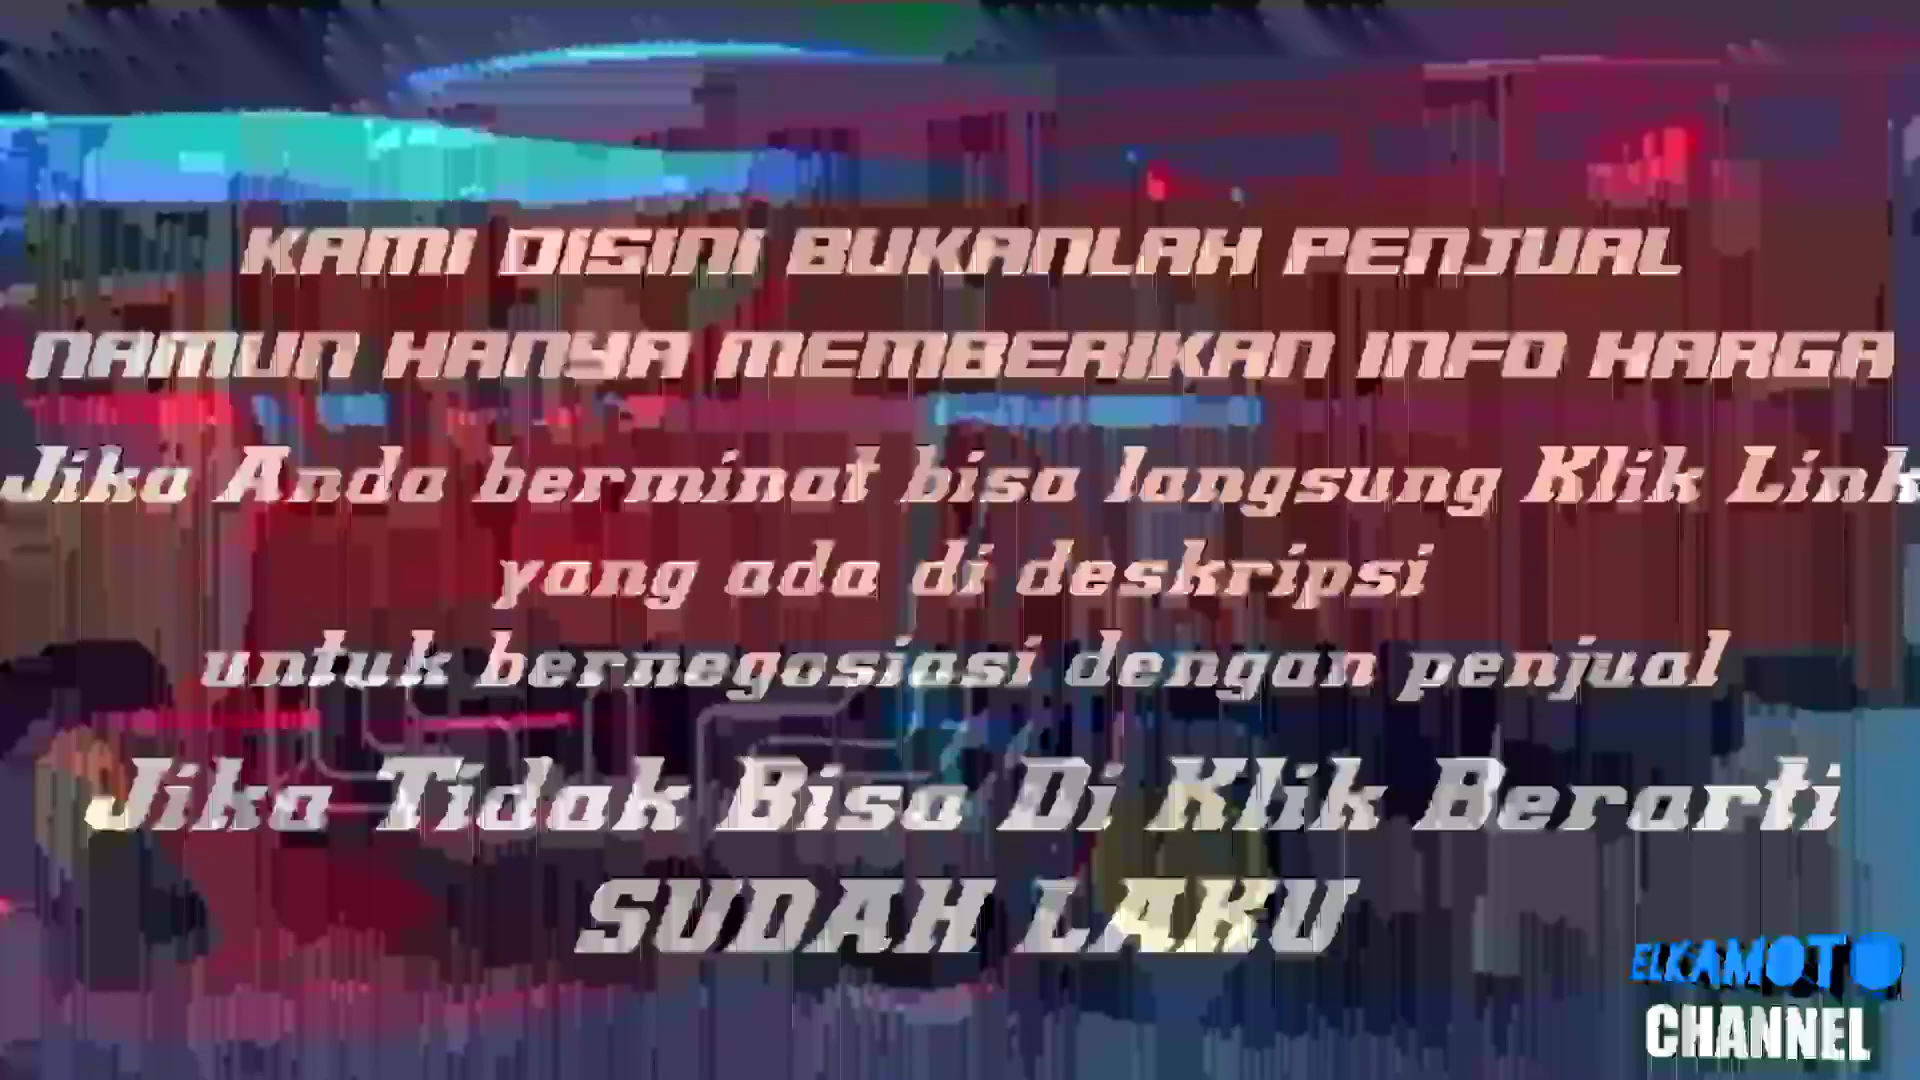 KAMI DISINI BUKANLAH PENJUAL
NAMUN HANYA MEMBERIKAN INFO HARGA
Jika Anda berminat bisa langsung Klik Link
yang ada di deskripsi
untuk bernegosiasi dengan penjual
Jika Tidak Bisa Di Klik Berarti
SUDAH LAKU
ELKAMOTO
CHANNEL